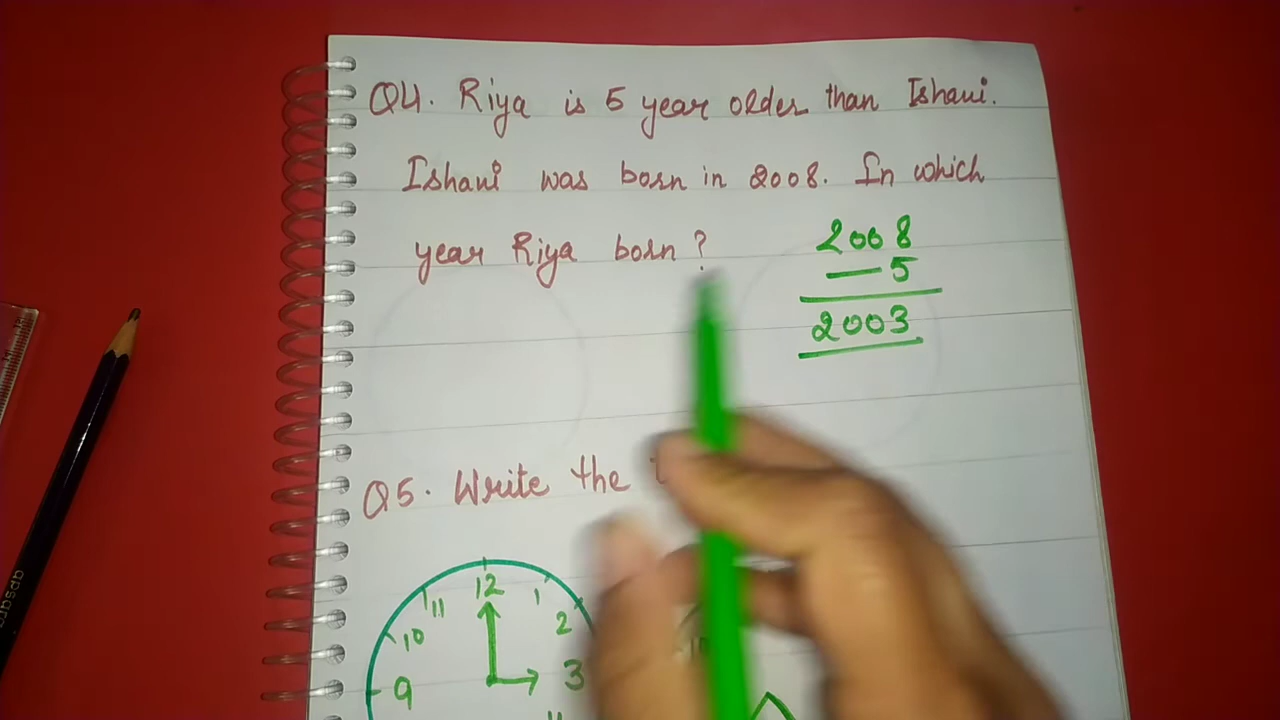 Q4. Riya is 5 year older than Ishani.
Ishani was born in 2008. In which
year Riya born?
2008
— 5
2003
Q5. Write the
12
11
1
10
2
9
3
apsara